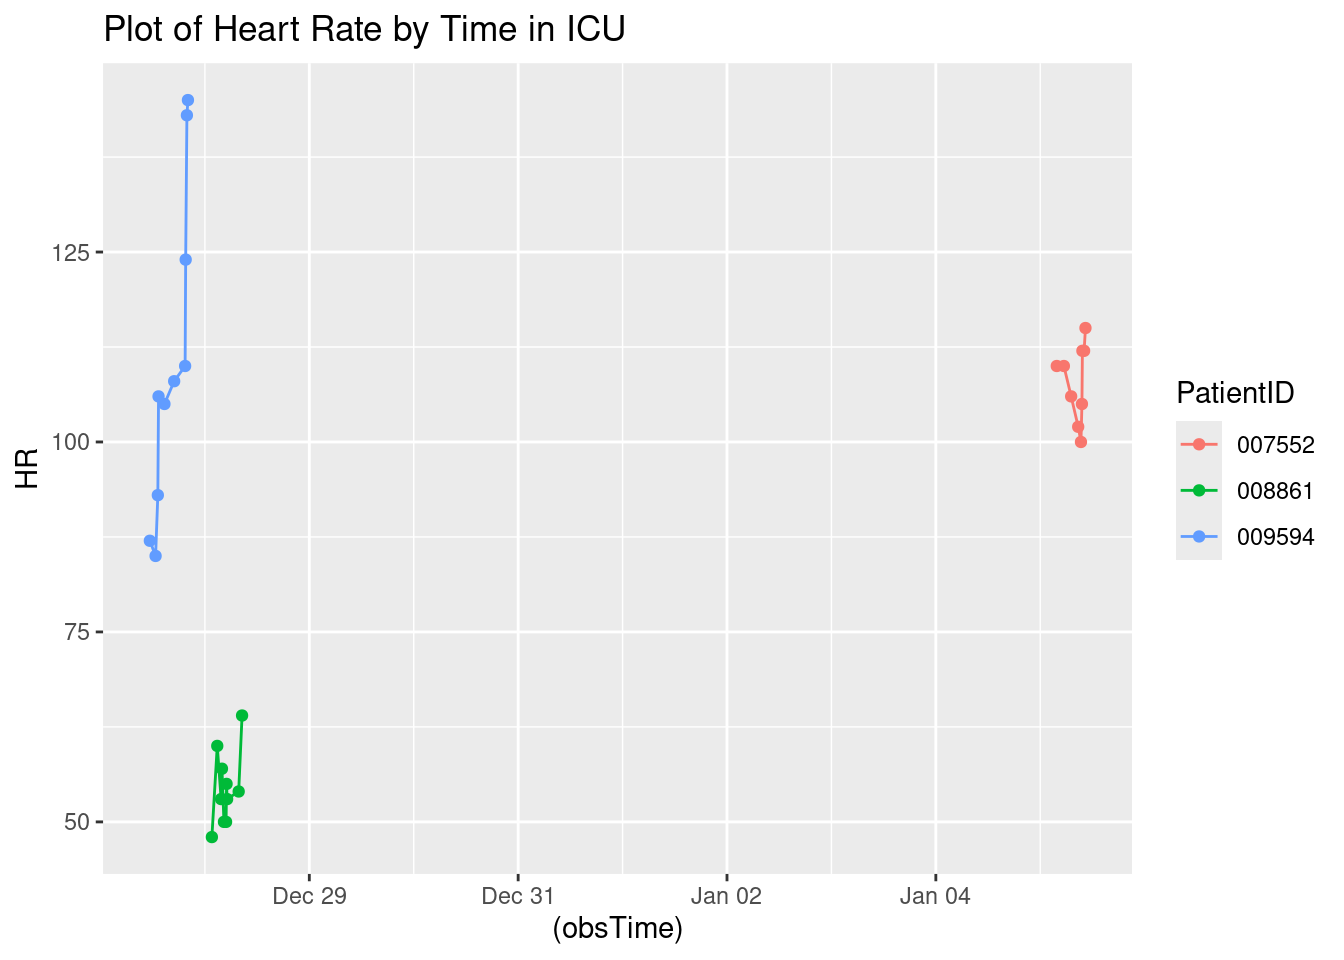 Plot of Heart Rate by Time in ICU
HR
125
100
75
50
Dec 29
Dec 31
Jan 02
Jan 04
(obsTime)
PatientID
007552
008861
009594